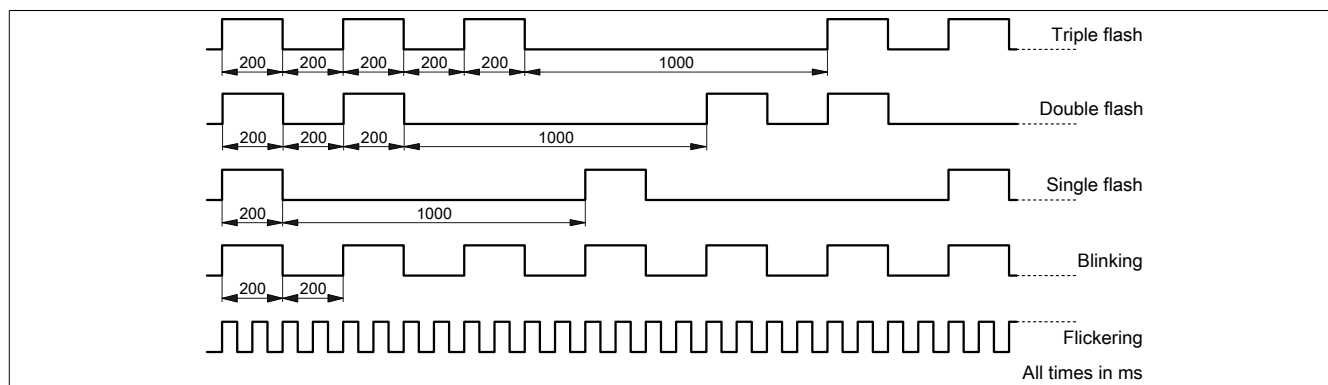 Triple flash
200 200 200 200 200 1000
Double flash
200 200 200 1000
Single flash
200 1000
Blinking
200 200
Flickering
All times in ms